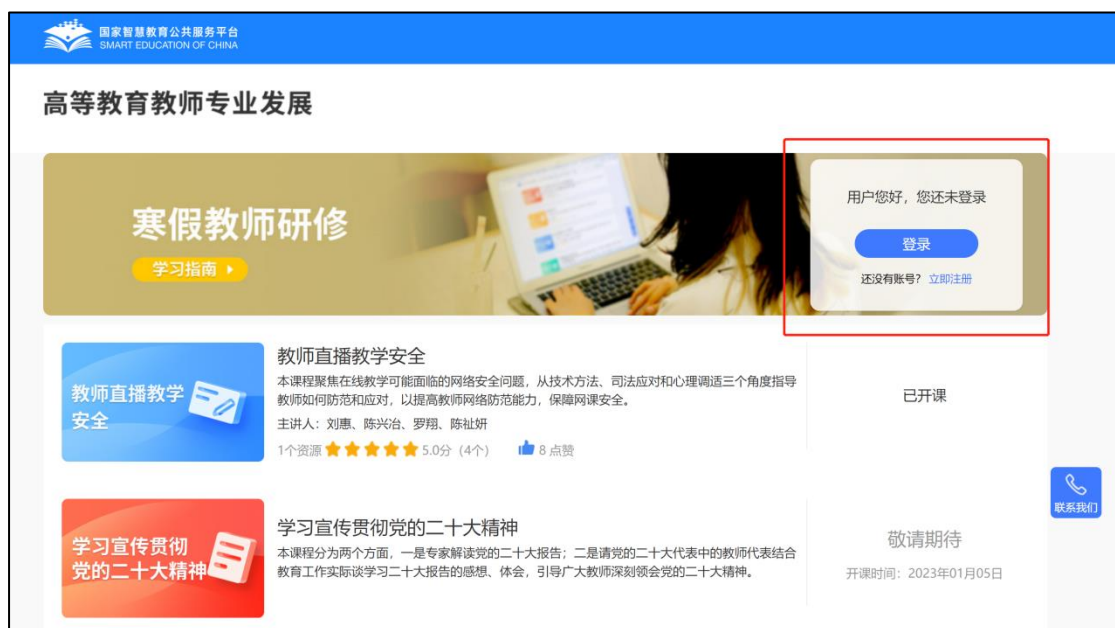 国家智慧教育公共服务平台
SMART EDUCATION OF CHINA
高等教育教师专业发展
寒假教师研修
学习指南
用户您好，您还未登录
登录
还没有账号？ 立即注册
教师直播教学
安全
教师直播教学安全
本课程聚焦在线教学可能面临的网络安全问题，从技术方法、司法应对和心理调适三个角度指导
教师如何防范和应对，以提高教师网络防范能力，保障网课安全。
主讲人：刘惠、陈兴冶、罗翔、陈祉妍
1个资源 5.0分（4个） 8 点赞
已开课
联系我们
学习宣传贯彻
党的二十大精神
学习宣传贯彻党的二十大精神
本课程分为两个方面，一是专家解读党的二十大报告；二是请党的二十大代表中的教师代表结合
教育工作实际谈学习二十大报告的感想、体会，引导广大教师深刻领会党的二十大精神。
敬请期待
开课时间：2023年01月05日